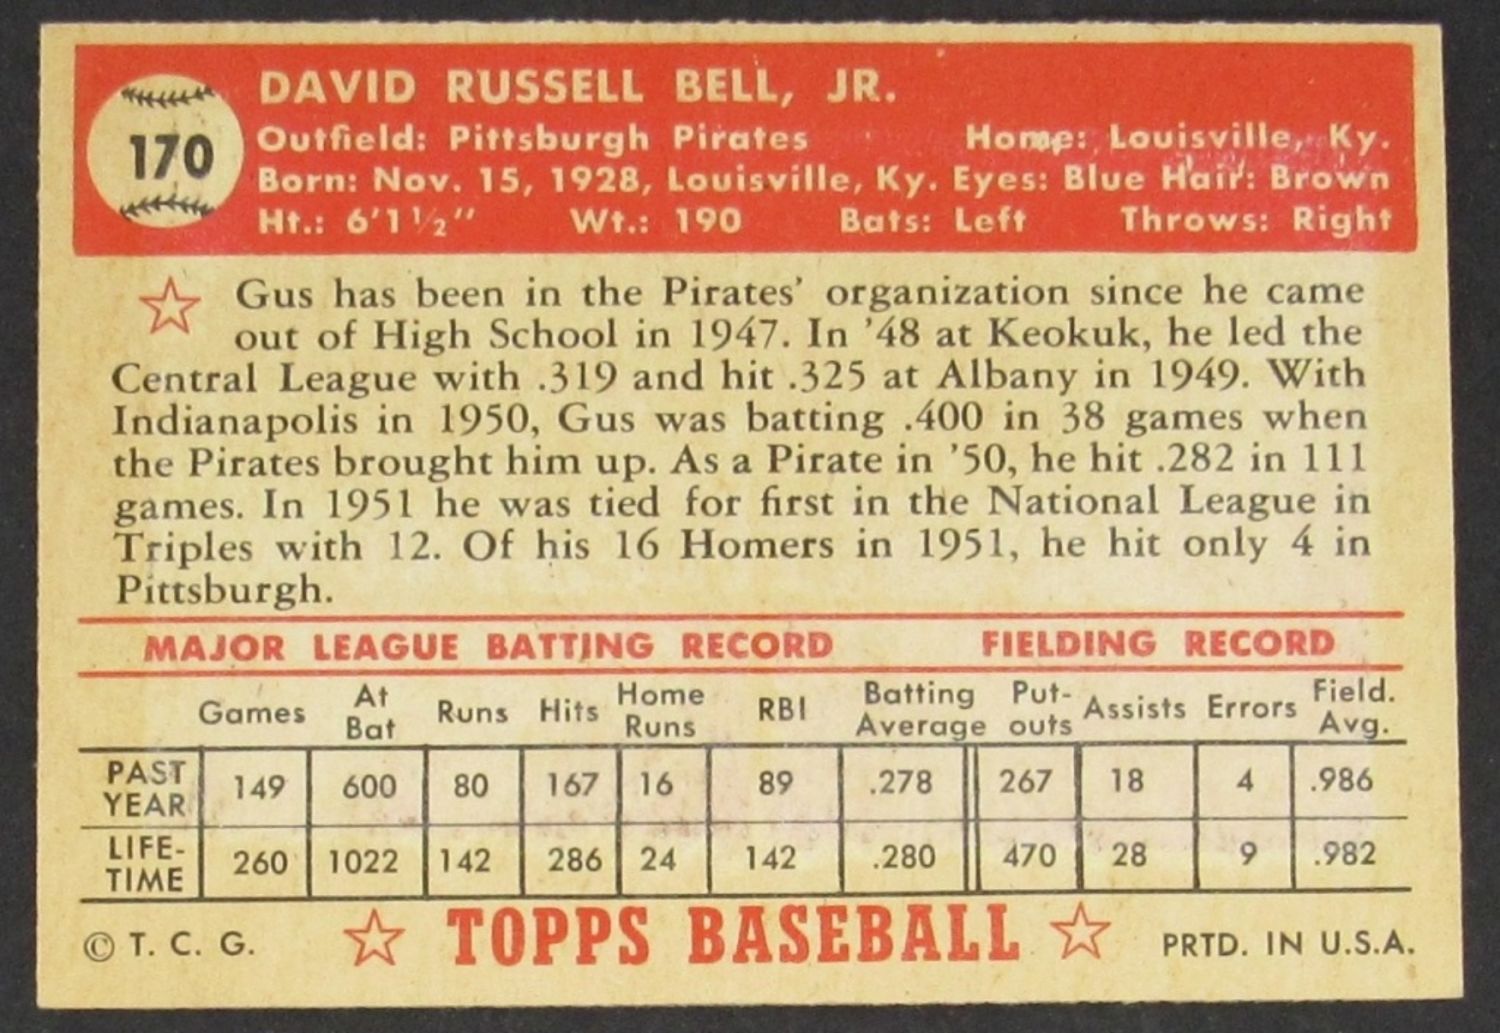 170
DAVID RUSSELL BELL, JR.
Outfield: Pittsburgh Pirates Home: Louisville, Ky.
Born: Nov. 15, 1928, Louisville, Ky. Eyes: Blue Hair: Brown
Ht.: 6'1 1/2" Wt.: 190 Bats: Left Throws: Right
Gus has been in the Pirates' organization since he came
out of High School in 1947. In '48 at Keokuk, he led the
Central League with .319 and hit .325 at Albany in 1949. With
Indianapolis in 1950, Gus was batting .400 in 38 games when
the Pirates brought him up. As a Pirate in '50, he hit .282 in 111
games. In 1951 he was tied for first in the National League in
Triples with 12. Of his 16 Homers in 1951, he hit only 4 in
Pittsburgh.
MAJOR LEAGUE BATTING RECORD FIELDING RECORD
Games At Bat Runs Hits Home Runs RBI Batting Average Put-outs Assists Errors Field. Avg.
PAST YEAR 149 600 80 167 16 89 .278 267 18 4 .986
LIFE-TIME 260 1022 142 286 24 142 .280 470 28 9 .982
© T. C. G. TOPPS BASEBALL PRTD. IN U.S.A.